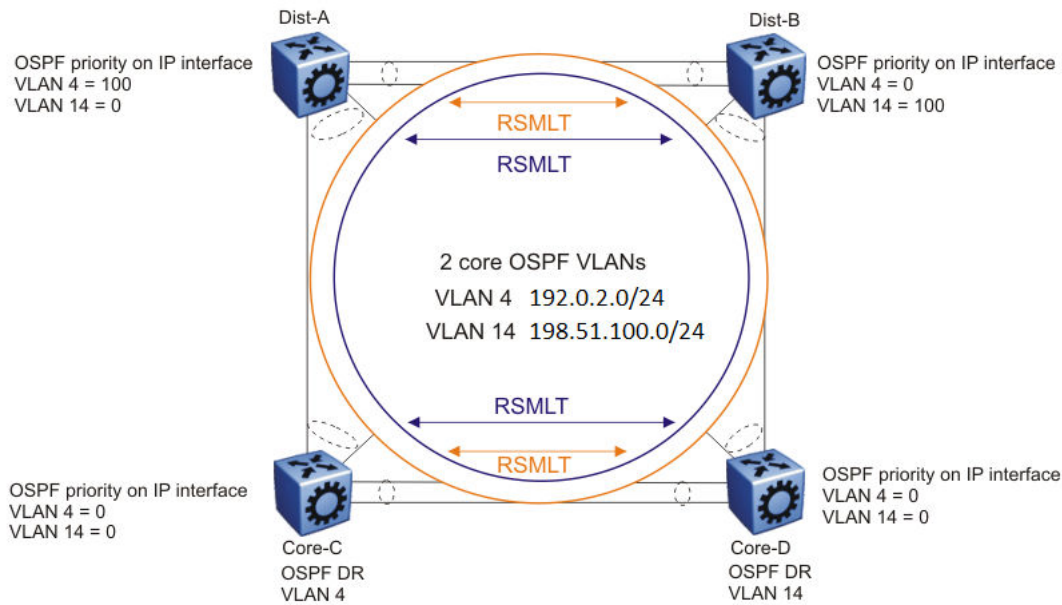 Dist-A
Dist-B
OSPF priority on IP interface
VLAN 4 = 100
VLAN 14 = 0
OSPF priority on IP interface
VLAN 4 = 0
VLAN 14 = 100
RSMLT
RSMLT
2 core OSPF VLANs
VLAN 4 192.0.2.0/24
VLAN 14 198.51.100.0/24
RSMLT
RSMLT
OSPF priority on IP interface
VLAN 4 = 0
VLAN 14 = 0
OSPF priority on IP interface
VLAN 4 = 0
VLAN 14 = 0
Core-C
OSPF DR
VLAN 4
Core-D
OSPF DR
VLAN 14